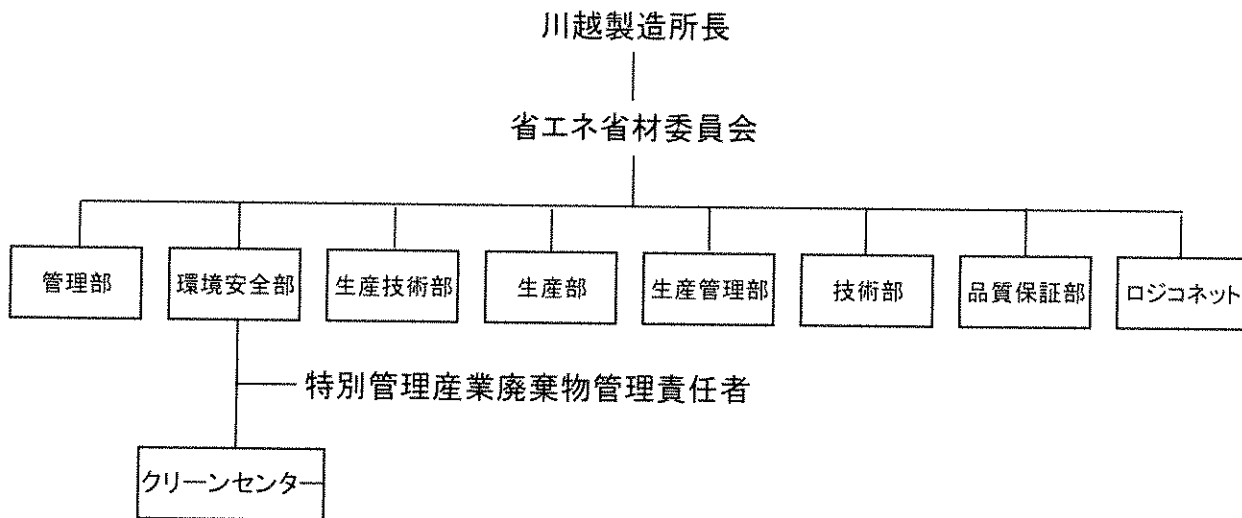 川越製造所長
省エネ省材委員会
管理部
環境安全部
生産技術部
生産部
生産管理部
技術部
品質保証部
ロジコネット
特別管理産業廃棄物管理責任者
クリーンセンター